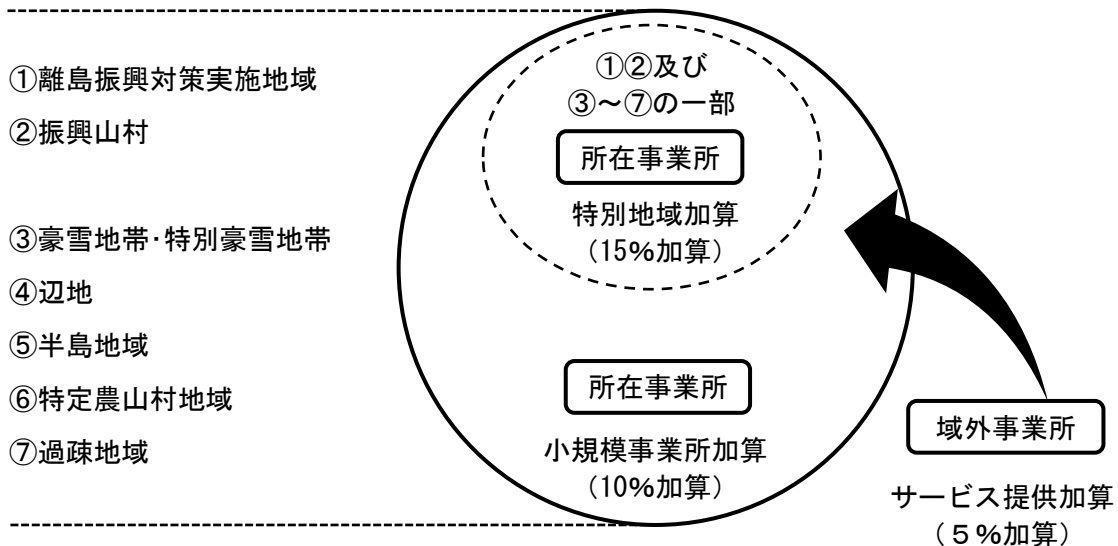 ①離島振興対策実施地域
②振興山村
③豪雪地帯・特別豪雪地帯
④辺地
⑤半島地域
⑥特定農山村地域
⑦過疎地域
①②及び
③～⑦の一部
所在事業所
特別地域加算
（15%加算）
所在事業所
小規模事業所加算
（10%加算）
域外事業所
サービス提供加算
（５%加算）